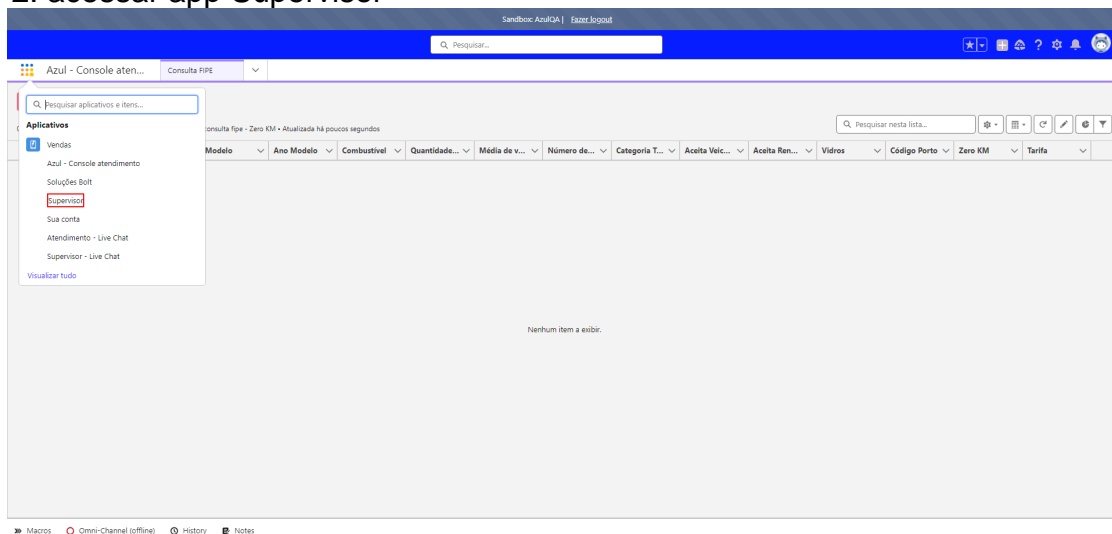 2. acessar app Supervisor
Sandbox: AzulQA | Fazer logout
Pesquisar...
Azul - Console aten...
Consulta FIPE
Pesquisar aplicativos e itens...
Aplicativos
Vendas
Azul - Console atendimento
Soluções Bolt
Supervisor
Sua conta
Atendimento - Live Chat
Supervisor - Live Chat
Visualizar tudo
consulta fipe - Zero KM • Atualizada há poucos segundos
Pesquisar nesta lista...
Modelo Ano Modelo Combustível Quantidade... Média de v... Número de... Categoria T... Aceita Veic... Aceita Ren... Vidros Código Porto Zero KM Tarifa
Nenhum item a exibir.
Macros Omni-Channel (offline) History Notes